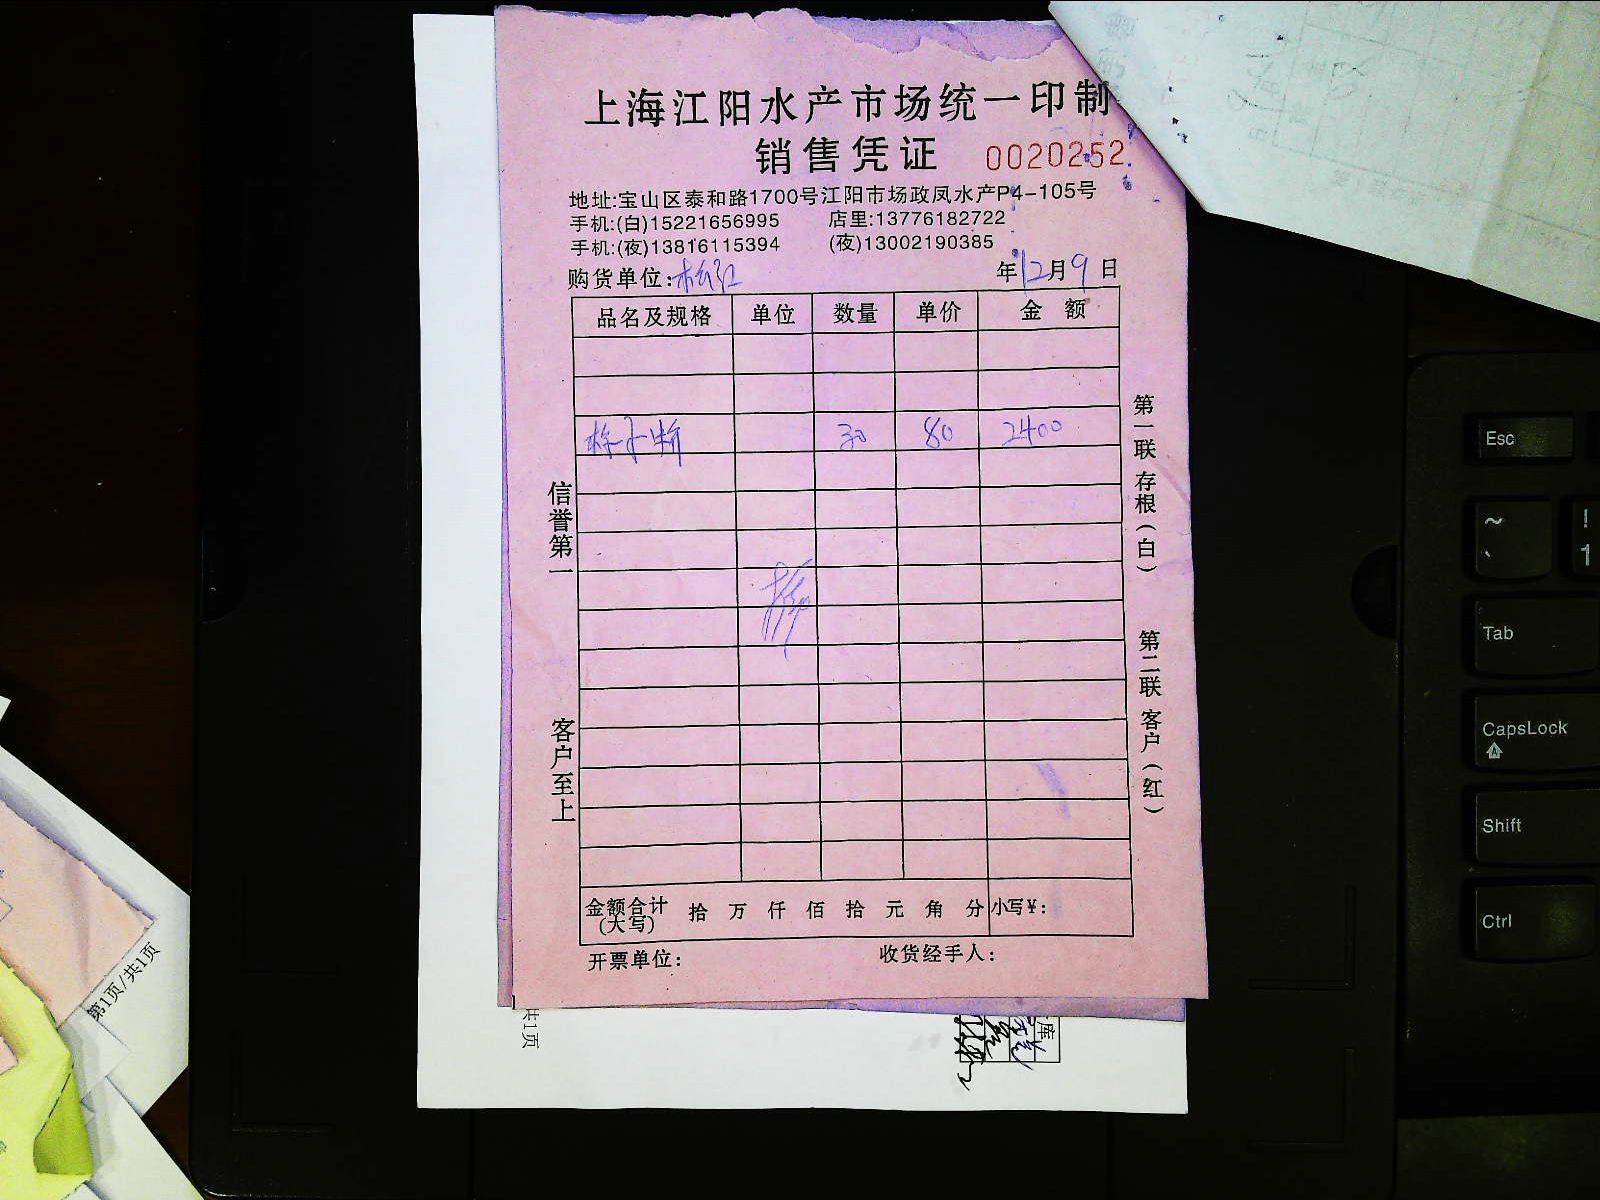 上海江阳水产市场统一印制
销售凭证 0020252
地址:宝山区泰和路1700号江阳市场政凤水产P4-105号
手机:(白)15221656995 店里:13776182722
手机:(夜)13816115394 (夜)13002190385
购货单位: 年12月9日
品名及规格 单位 数量 单价 金 额
30 80 2400
信誉第一
客户至上
第一联 存根(白)
第二联 客户(红)
金额合计(大写) 拾 万 仟 佰 拾 元 角 分 小写¥:
开票单位: 收货经手人:
共1页
库
第1页/共1页
Esc
~
`
!
1
Tab
CapsLock
Shift
Ctrl